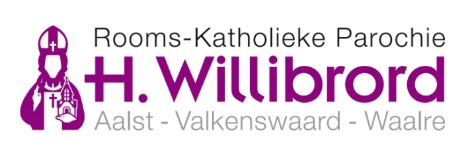 Rooms-Katholieke Parochie
H. Willibrord
Aalst - Valkenswaard - Waalre